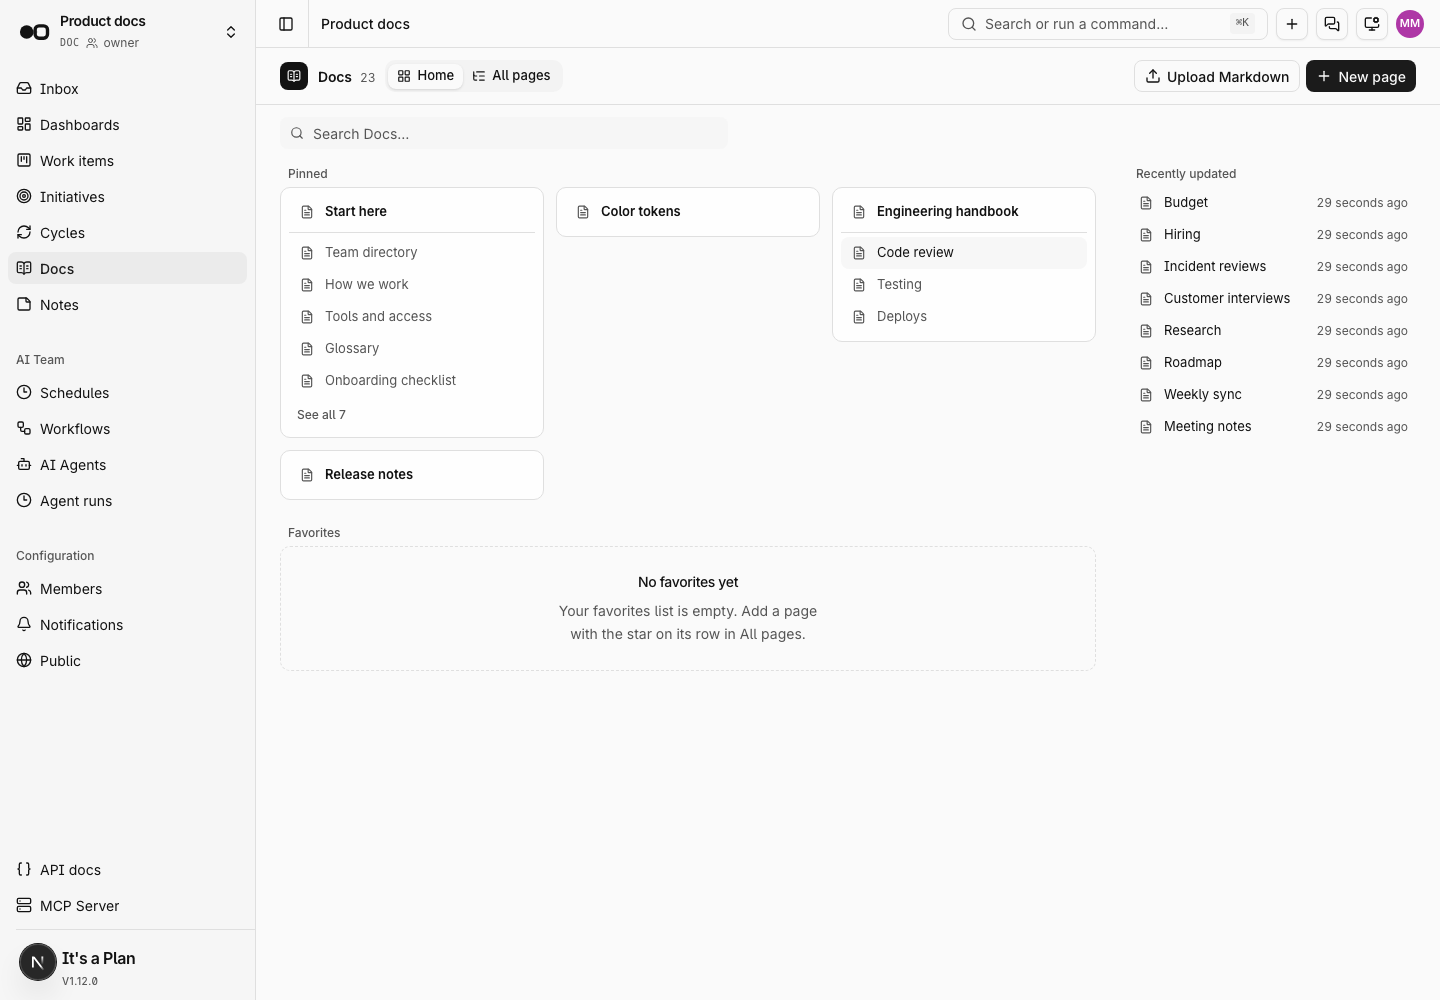 Product docs
DOC owner
Inbox
Dashboards
Work items
Initiatives
Cycles
Docs
Notes
AI Team
Schedules
Workflows
AI Agents
Agent runs
Configuration
Members
Notifications
Public
API docs
MCP Server
N
It's a Plan
V1.12.0
Product docs
Search or run a command...
⌘K
MM
Docs 23
Home
All pages
Upload Markdown
New page
Search Docs...
Pinned
Start here
Team directory
How we work
Tools and access
Glossary
Onboarding checklist
See all 7
Color tokens
Engineering handbook
Code review
Testing
Deploys
Release notes
Favorites
No favorites yet
Your favorites list is empty. Add a page
with the star on its row in All pages.
Recently updated
Budget 29 seconds ago
Hiring 29 seconds ago
Incident reviews 29 seconds ago
Customer interviews 29 seconds ago
Research 29 seconds ago
Roadmap 29 seconds ago
Weekly sync 29 seconds ago
Meeting notes 29 seconds ago